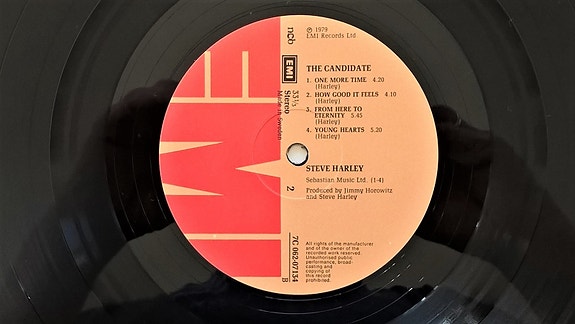 ℗ 1979
EMI Records Ltd
ncb
EMI
33 1/3
Stereo
Made in Sweden
THE CANDIDATE
1. ONE MORE TIME 4.20
(Harley)
2. HOW GOOD IT FEELS 4.10
(Harley)
3. FROM HERE TO
ETERNITY 5.45
(Harley)
4. YOUNG HEARTS 5.20
(Harley)
STEVE HARLEY
Sebastian Music Ltd. (1-4)
Produced by Jimmy Horowitz
and Steve Harley
2
7C 062-07134
B
All rights of the manufacturer
and of the owner of the
recorded work reserved.
Unauthorised public
performance, broad-
casting and
copying of
this record
prohibited.
EMI